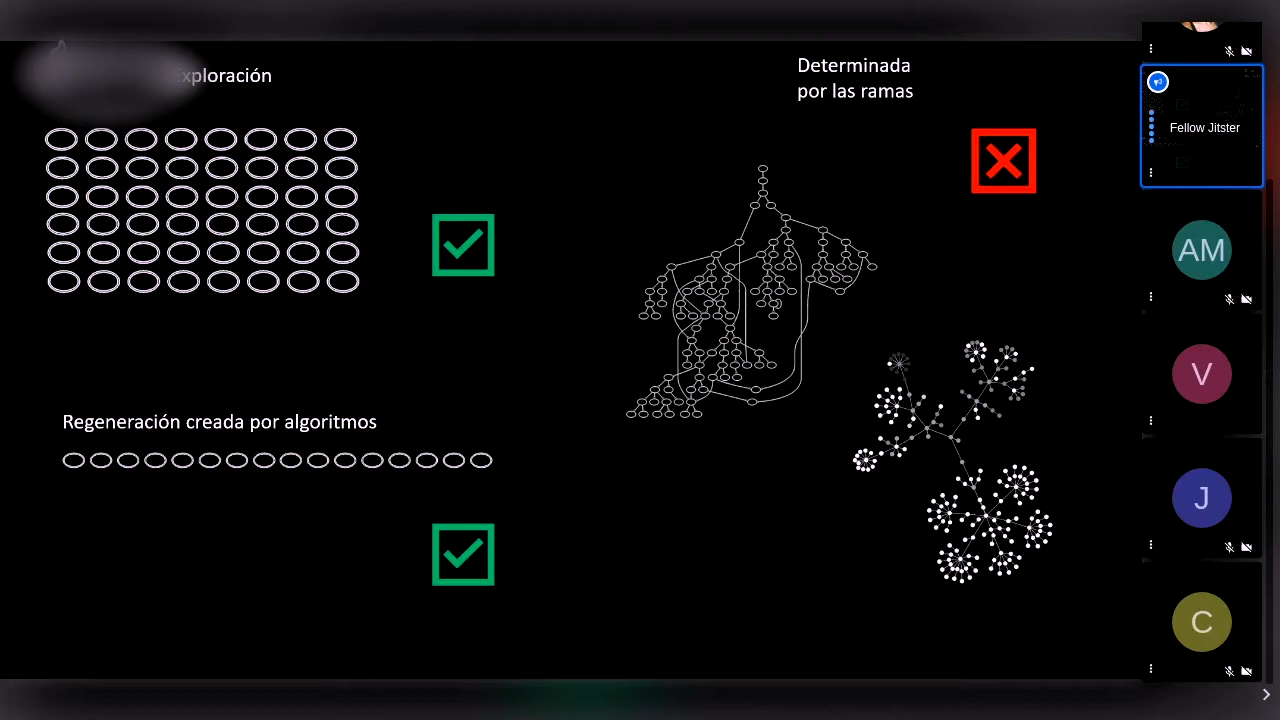 Exploración
Regeneración creada por algoritmos
Determinada
por las ramas
Fellow Jitster
AM
V
J
C